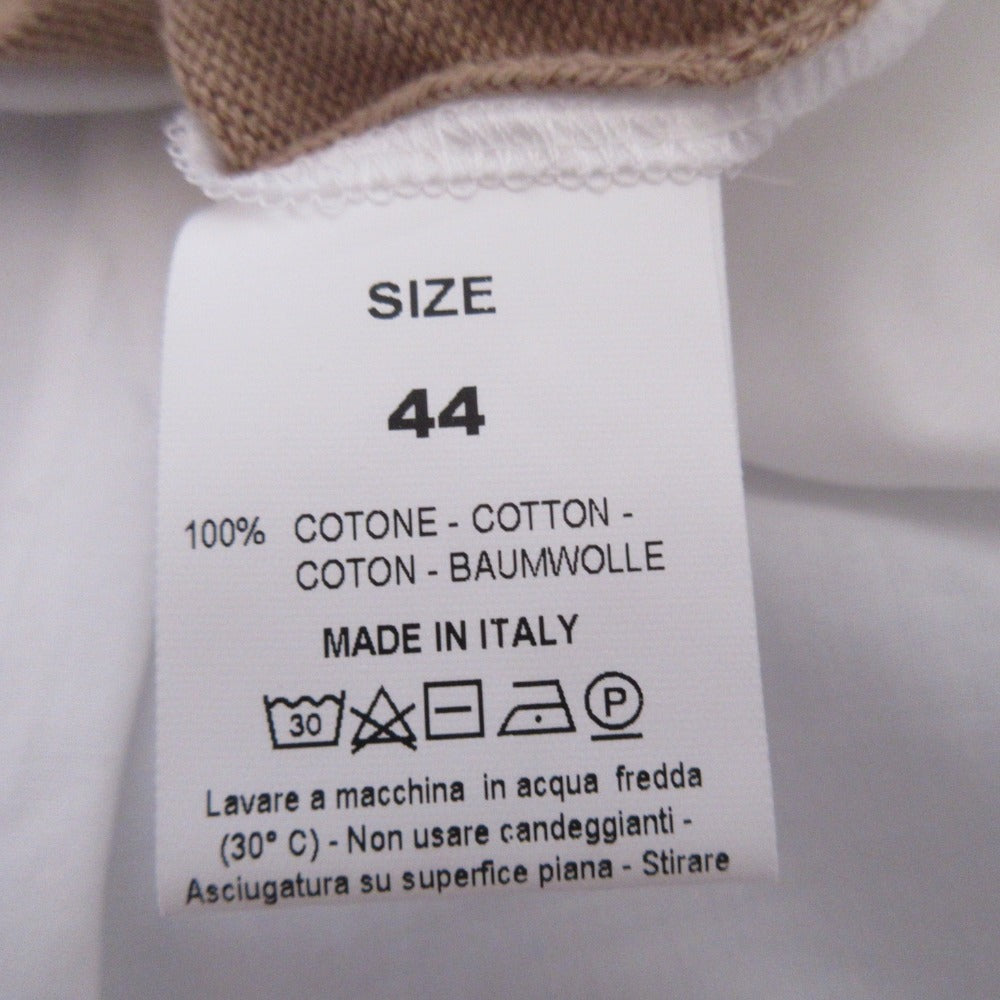 SIZE
44
100% COTONE - COTTON -
COTON - BAUMWOLLE
MADE IN ITALY
30 P
Lavare a macchina in acqua fredda
(30° C) - Non usare candeggianti -
Asciugatura su superfice piana - Stirare